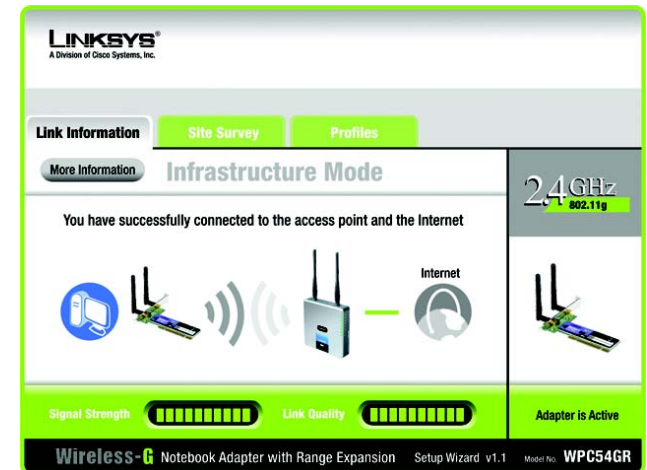 LINKSYS®
A Division of Cisco Systems, Inc.
Link Information
Site Survey
Profiles
More Information
Infrastructure Mode
2.4GHz
802.11g
You have successfully connected to the access point and the Internet
Internet
Signal Strength
Link Quality
Adapter is Active
Wireless-G Notebook Adapter with Range Expansion Setup Wizard v1.1 Model No. WPC54GR